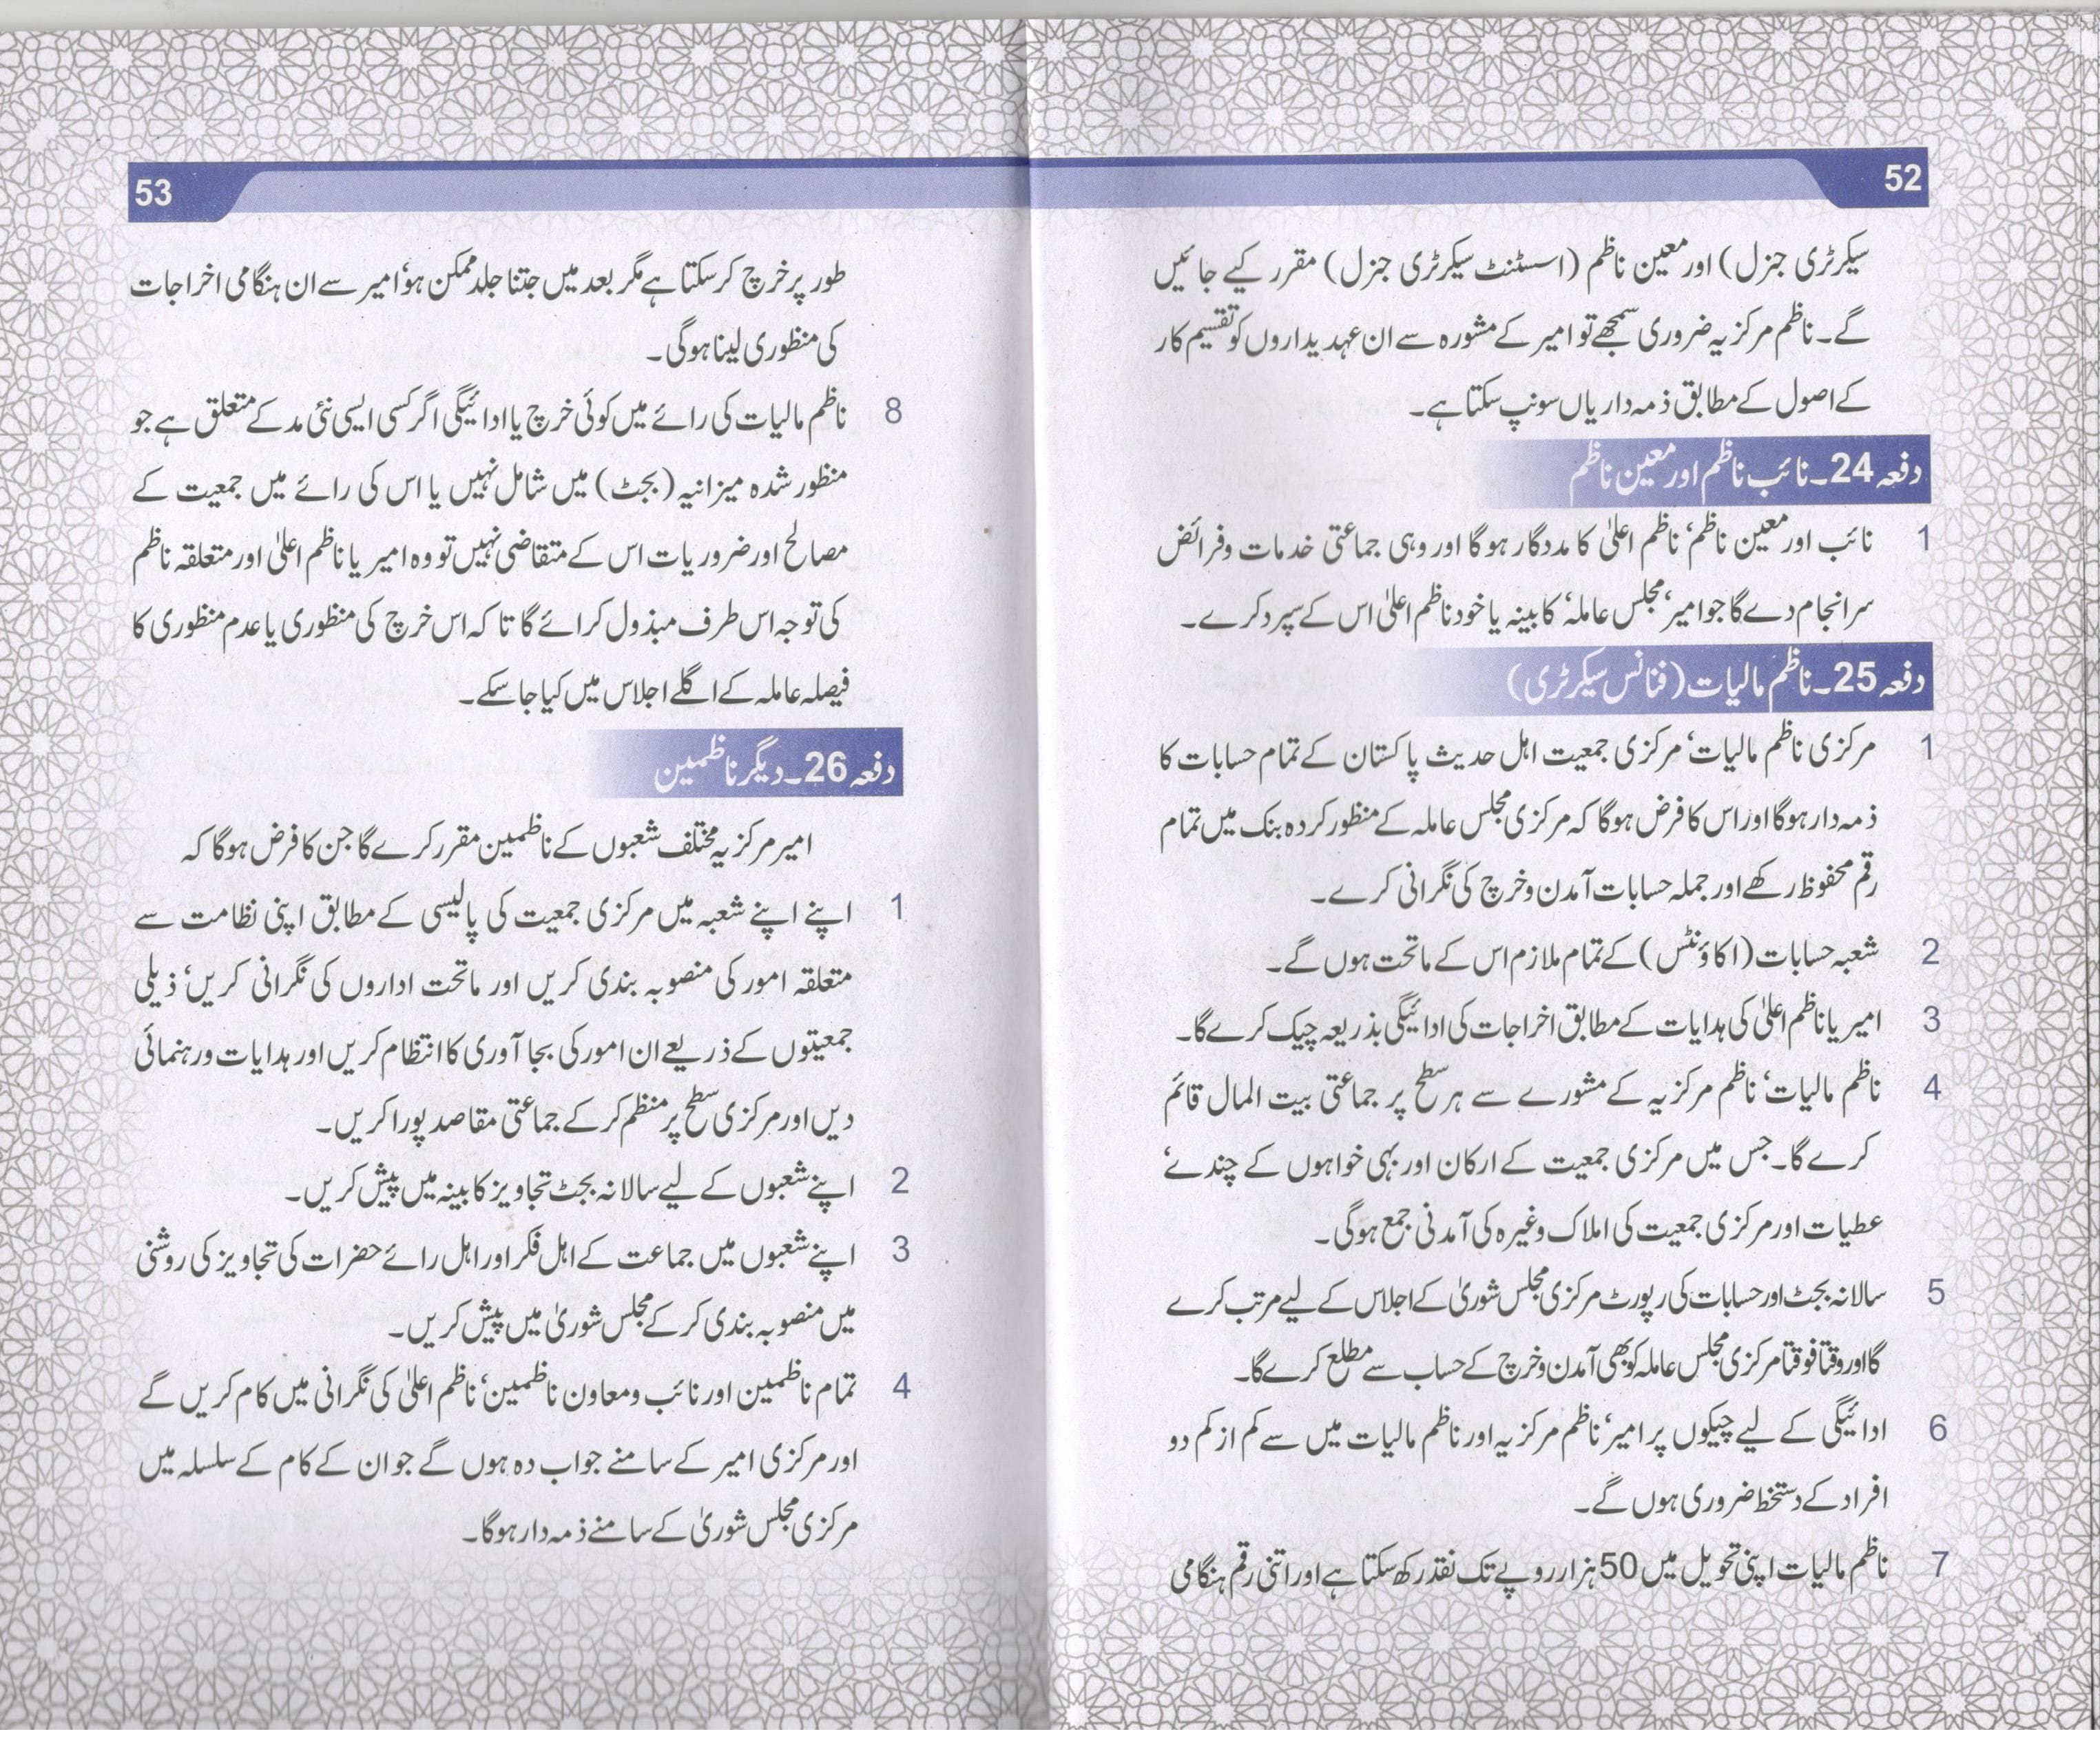 52
سیکرٹری جنرل) اور معین ناظم (اسسٹنٹ سیکرٹری جنرل) مقرر کیے جائیں
گے۔ ناظم مرکزیہ ضروری سمجھے تو امیر کے مشورہ سے ان عہدیداروں کو تقسیم کار
کے اصول کے مطابق ذمہ داریاں سونپ سکتا ہے۔
دفعہ 24۔ نائب ناظم اور معین ناظم
1 نائب اور معین ناظم‘ ناظم اعلیٰ کا مددگار ہوگا اور وہی جماعتی خدمات وفرائض
سرانجام دے گا جو امیر‘ مجلس عاملہ‘ کابینہ یا خود ناظم اعلیٰ اس کے سپرد کرے۔
دفعہ 25۔ ناظم مالیات (فنانس سیکرٹری)
1 مرکزی ناظم مالیات‘ مرکزی جمعیت اہل حدیث پاکستان کے تمام حسابات کا
ذمہ دار ہوگا اور اس کا فرض ہوگا کہ مرکزی مجلس عاملہ کے منظور کردہ بنک میں تمام
رقم محفوظ رکھے اور جملہ حسابات آمدن وخرچ کی نگرانی کرے۔
2 شعبہ حسابات (اکاؤنٹس) کے تمام ملازم اس کے ماتحت ہوں گے۔
3 امیر یا ناظم اعلیٰ کی ہدایات کے مطابق اخراجات کی ادائیگی بذریعہ چیک کرے گا۔
4 ناظم مالیات‘ ناظم مرکزیہ کے مشورے سے ہر سطح پر جماعتی بیت المال قائم
کرے گا۔ جس میں مرکزی جمعیت کے ارکان اور بہی خواہوں کے چندے‘
عطیات اور مرکزی جمعیت کی املاک وغیرہ کی آمدنی جمع ہوگی۔
5 سالانہ بجٹ اور حسابات کی رپورٹ مرکزی مجلس شوریٰ کے اجلاس کے لیے مرتب کرے
گا اور وقتا فوقتا مرکزی مجلس عاملہ کو بھی آمدن وخرچ کے حساب سے مطلع کرے گا۔
6 ادائیگی کے لیے چیکوں پر امیر‘ ناظم مرکزیہ اور ناظم مالیات میں سے کم از کم دو
افراد کے دستخط ضروری ہوں گے۔
7 ناظم مالیات اپنی تحویل میں 50 ہزار روپے تک نقد رکھ سکتا ہے اور اتنی رقم ہنگامی
53
طور پر خرچ کرسکتا ہے مگر بعد میں جتنا جلد ممکن ہو‘ امیر سے ان ہنگامی اخراجات
کی منظوری لینا ہوگی۔
8 ناظم مالیات کی رائے میں کوئی خرچ یا ادائیگی اگر کسی ایسی نئی مد کے متعلق ہے جو
منظور شدہ میزانیہ (بجٹ) میں شامل نہیں یا اس کی رائے میں جمعیت کے
مصالح اور ضروریات اس کے متقاضی نہیں تو وہ امیر یا ناظم اعلیٰ اور متعلقہ ناظم
کی توجہ اس طرف مبذول کرائے گا تاکہ اس خرچ کی منظوری یا عدم منظوری کا
فیصلہ عاملہ کے اگلے اجلاس میں کیا جاسکے۔
دفعہ 26۔ دیگر ناظمین
امیر مرکزیہ مختلف شعبوں کے ناظمین مقرر کرے گا جن کا فرض ہوگا کہ
1 اپنے اپنے شعبہ میں مرکزی جمعیت کی پالیسی کے مطابق اپنی نظامت سے
متعلقہ امور کی منصوبہ بندی کریں اور ماتحت اداروں کی نگرانی کریں‘ ذیلی
جمعیتوں کے ذریعے ان امور کی بجا آوری کا انتظام کریں اور ہدایات ورہنمائی
دیں اور مرکزی سطح پر منظم کرکے جماعتی مقاصد پورا کریں۔
2 اپنے شعبوں کے لیے سالانہ بجٹ تجاویز کابینہ میں پیش کریں۔
3 اپنے شعبوں میں جماعت کے اہل فکر اور اہل رائے حضرات کی تجاویز کی روشنی
میں منصوبہ بندی کرکے مجلس شوریٰ میں پیش کریں۔
4 تمام ناظمین اور نائب ومعاون ناظمین‘ ناظم اعلیٰ کی نگرانی میں کام کریں گے
اور مرکزی امیر کے سامنے جواب دہ ہوں گے جو ان کے کام کے سلسلہ میں
مرکزی مجلس شوریٰ کے سامنے ذمہ دار ہوگا۔